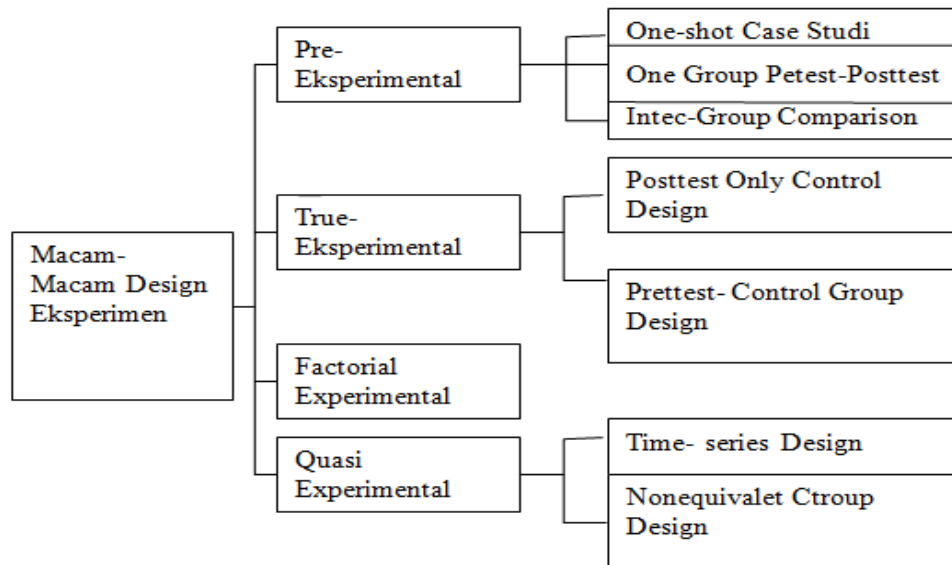 Macam-
Macam Design
Eksperimen
Pre-
Eksperimental
One-shot Case Studi
One Group Petest-Posttest
Intec-Group Comparison
True-
Eksperimental
Posttest Only Control
Design
Prettest- Control Group
Design
Factorial
Experimental
Quasi
Experimental
Time- series Design
Nonequivalet Ctroup
Design